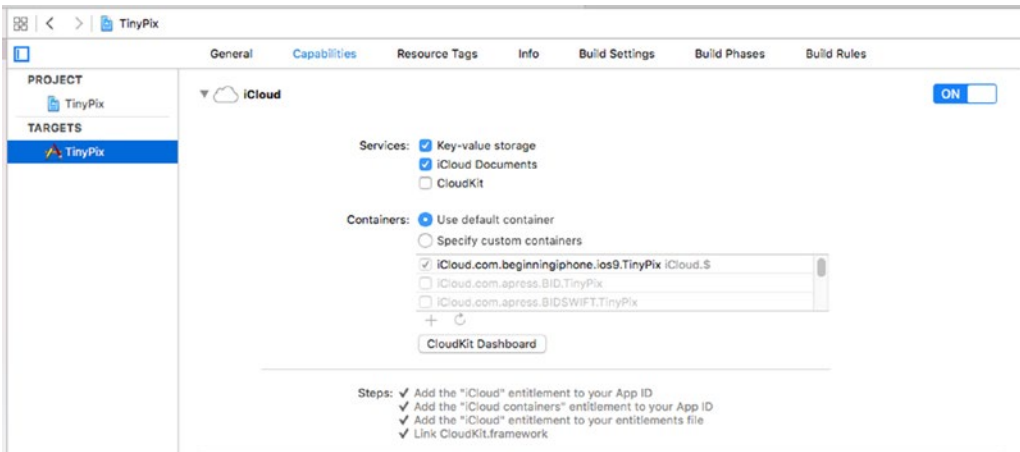 TinyPix
General Capabilities Resource Tags Info Build Settings Build Phases Build Rules
PROJECT
TinyPix
TARGETS
TinyPix
iCloud
ON
Services: Key-value storage
iCloud Documents
CloudKit
Containers: Use default container
Specify custom containers
iCloud.com.beginningiphone.ios9.TinyPix iCloud.$
iCloud.com.apress.BID.TinyPix
iCloud.com.apress.BIDSWIFT.TinyPix
CloudKit Dashboard
Steps: ✓ Add the "iCloud" entitlement to your App ID
✓ Add the "iCloud containers" entitlement to your App ID
✓ Add the "iCloud" entitlement to your entitlements file
✓ Link CloudKit.framework